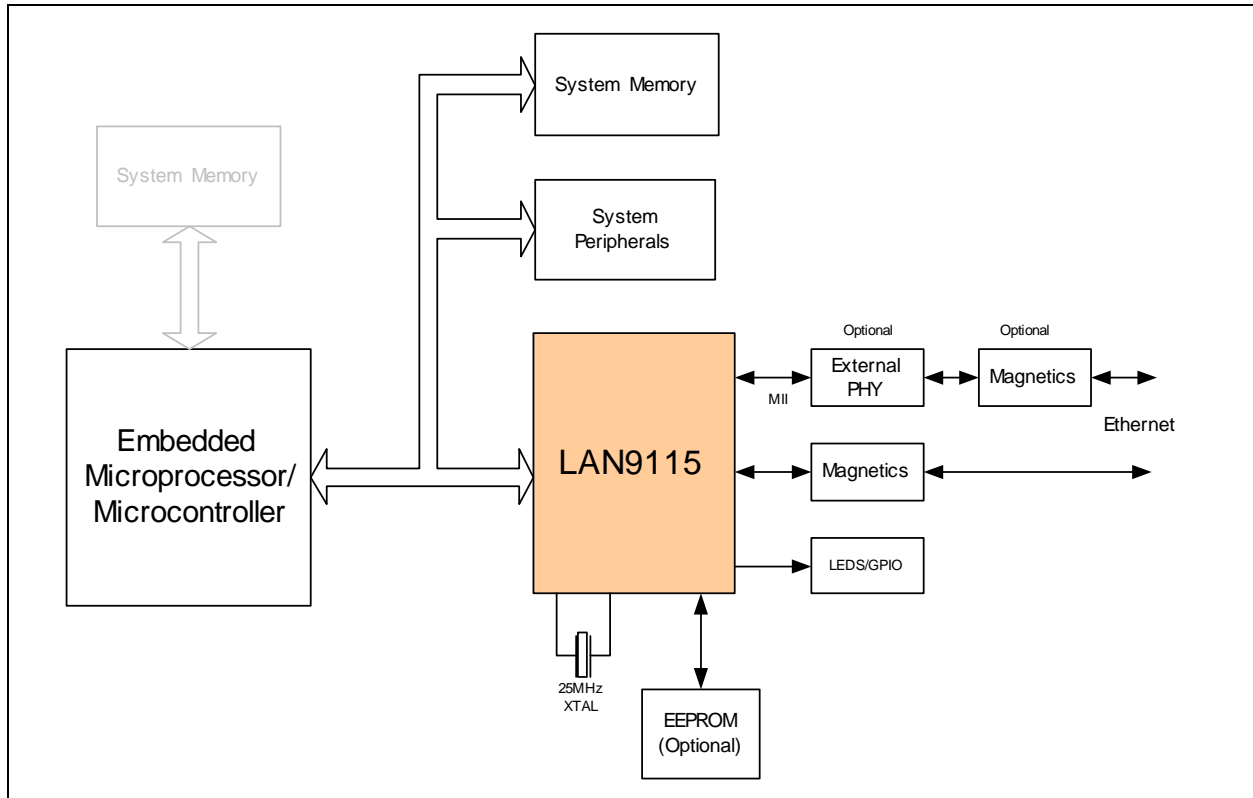 System Memory
System Memory
System
Peripherals
Embedded
Microprocessor/
Microcontroller
LAN9115
Optional
External
PHY
MII
Optional
Magnetics
Ethernet
Magnetics
LEDS/GPIO
25MHz
XTAL
EEPROM
(Optional)